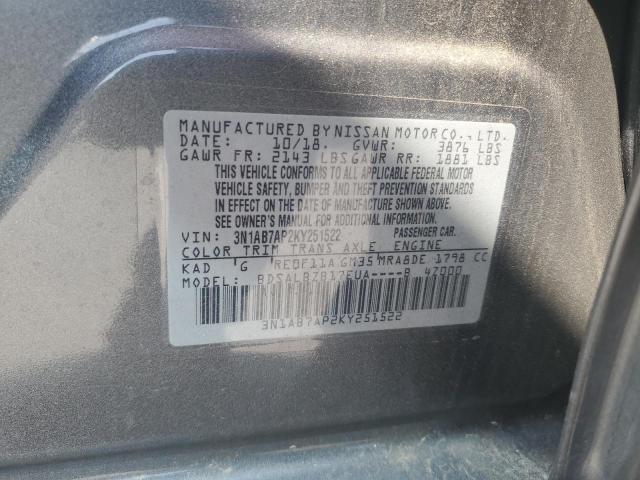 MANUFACTURED BY NISSAN MOTOR CO., LTD.
DATE: 10/18. GVWR: 3876 LBS
GAWR FR: 2143 LBS GAWR RR: 1881 LBS
THIS VEHICLE CONFORMS TO ALL APPLICABLE FEDERAL MOTOR
VEHICLE SAFETY, BUMPER AND THEFT PREVENTION STANDARDS
IN EFFECT ON THE DATE OF MANUFACTURE SHOWN ABOVE.
SEE OWNER'S MANUAL FOR ADDITIONAL INFORMATION.
VIN: 3N1AB7AP2KY251522 PASSENGER CAR.
COLOR TRIM TRANS AXLE ENGINE
KAD G RE0F11A GM35 MRA8DE 1798 CC
MODEL: BDSALBZB17EUA----B 47000
3N1AB7AP2KY251522